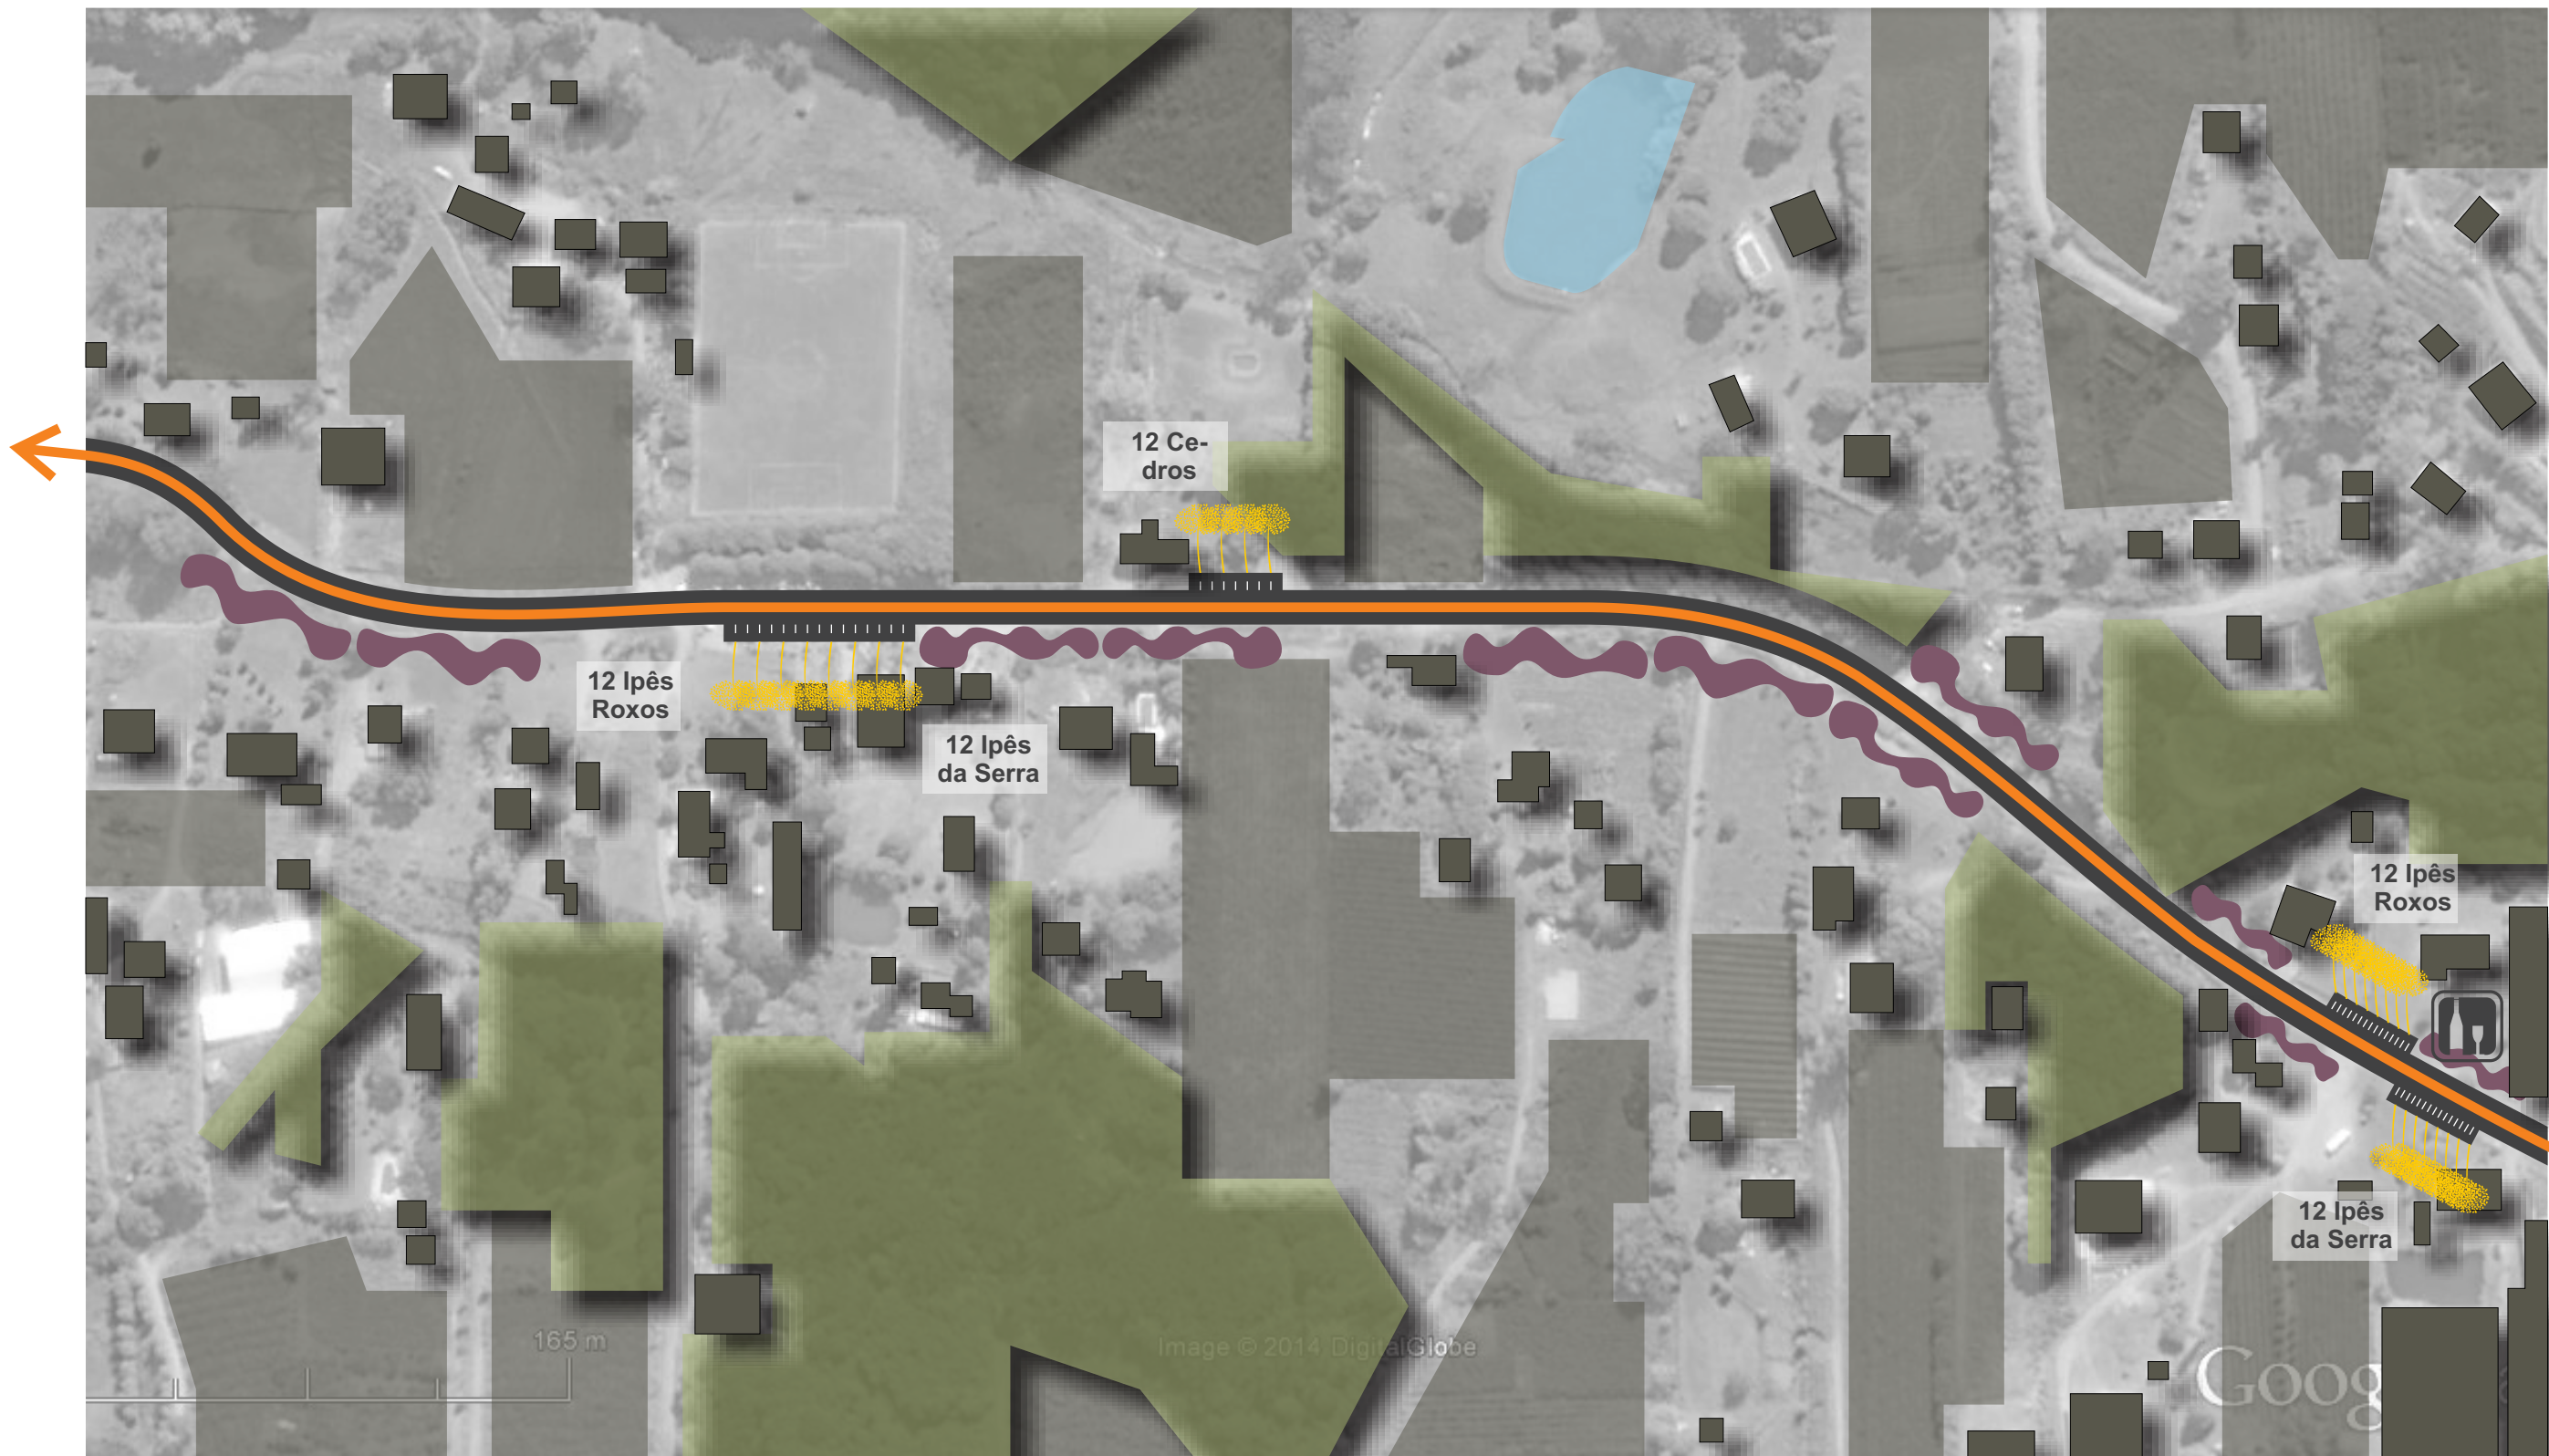 12 Ce-
dros
12 Ipês
Roxos
12 Ipês
da Serra
12 Ipês
Roxos
12 Ipês
da Serra
165 m
Image © 2014 DigitalGlobe
Goog